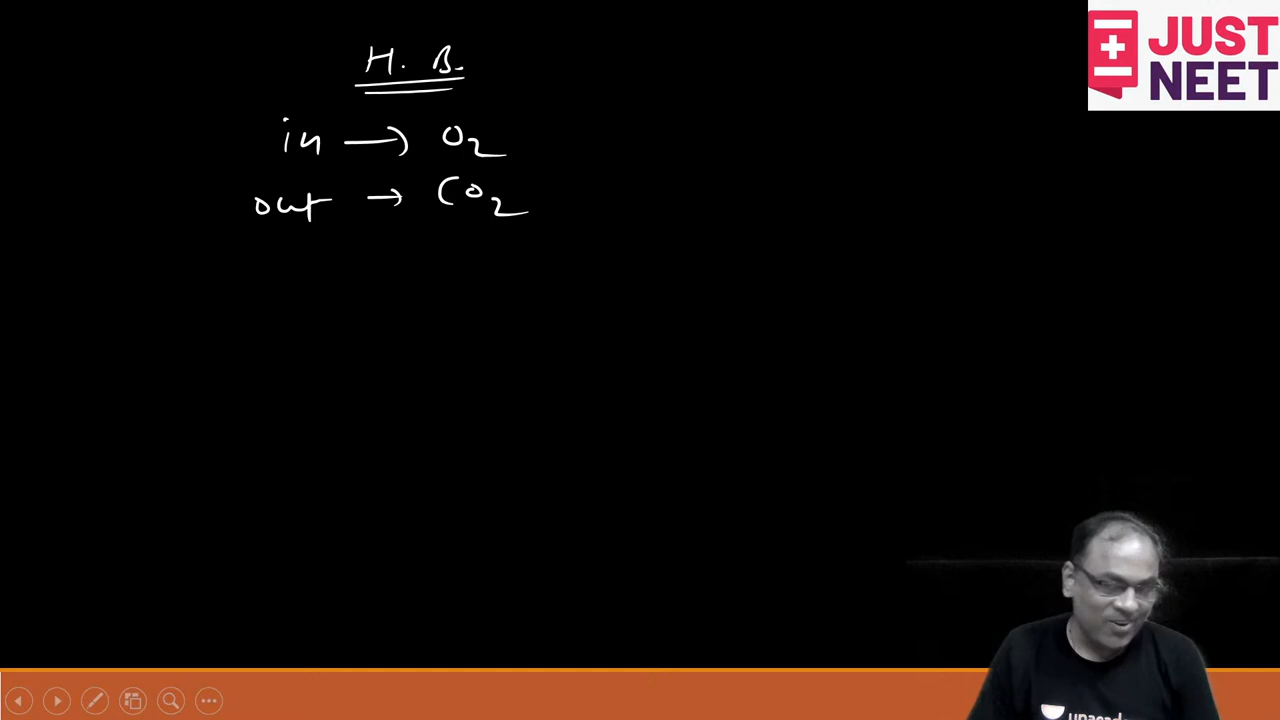 JUST
NEET
H. B.
in → O2
out → CO2